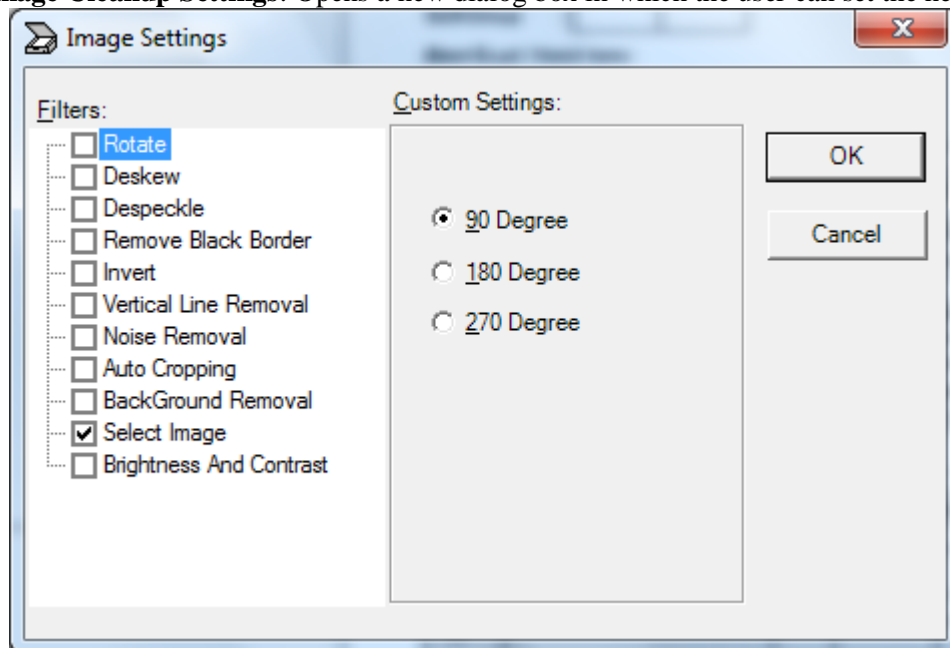 mage Cleanup Settings: Opens a new dialog box in which the user can set the
Image Settings
Filters:
Rotate
Deskew
Despeckle
Remove Black Border
Invert
Vertical Line Removal
Noise Removal
Auto Cropping
BackGround Removal
Select Image
Brightness And Contrast
Custom Settings:
90 Degree
180 Degree
270 Degree
OK
Cancel